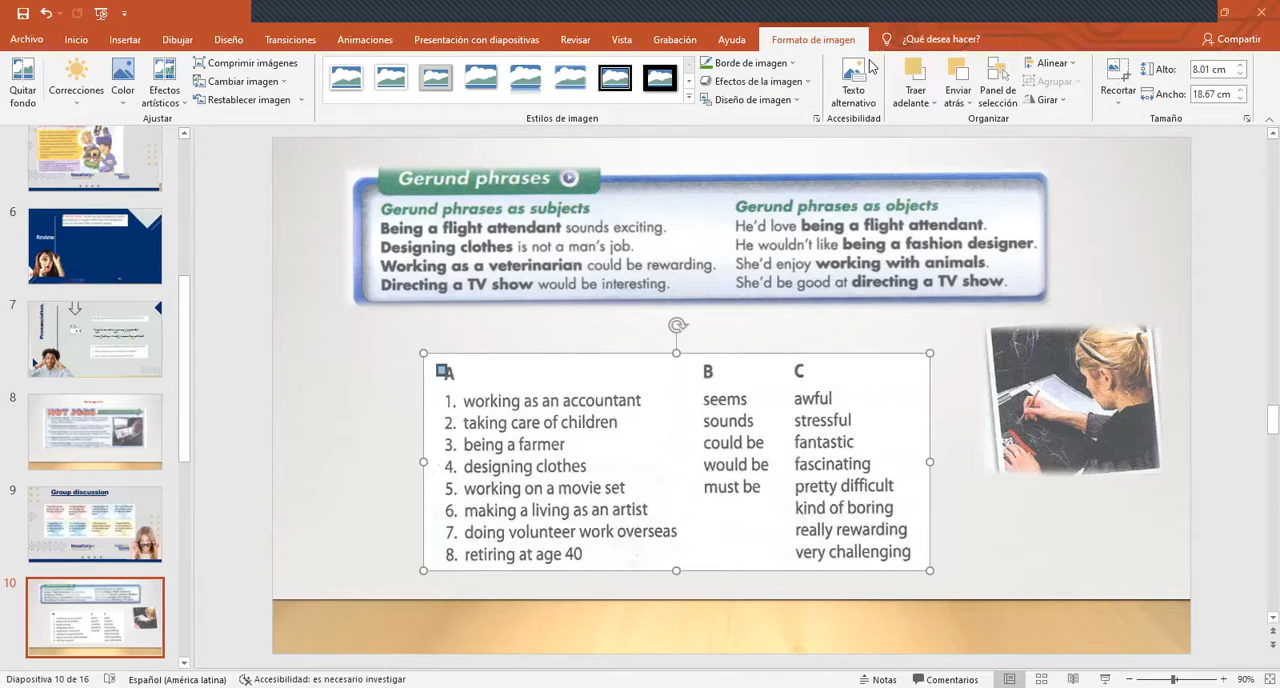 Archivo Inicio Insertar Dibujar Diseño Transiciones Animaciones Presentación con diapositivas Revisar Vista Grabación Ayuda Formato de imagen ¿Qué desea hacer? Compartir
Quitar fondo
Correcciones
Color
Efectos artísticos
Comprimir imágenes
Cambiar imagen
Restablecer imagen
Ajustar
Estilos de imagen
Borde de imagen
Efectos de la imagen
Diseño de imagen
Texto alternativo
Accesibilidad
Traer adelante
Enviar atrás
Panel de selección
Alinear
Agrupar
Girar
Organizar
Recortar
Alto: 8.01 cm
Ancho: 18.67 cm
Tamaño
6
Review
7
8
HOT JOBS
9
Group discussion
10
Gerund phrases
Gerund phrases as subjects
Being a flight attendant sounds exciting.
Designing clothes is not a man's job.
Working as a veterinarian could be rewarding.
Directing a TV show would be interesting.
Gerund phrases as objects
He'd love being a flight attendant.
He wouldn't like being a fashion designer.
She'd enjoy working with animals.
She'd be good at directing a TV show.
A
1. working as an accountant
2. taking care of children
3. being a farmer
4. designing clothes
5. working on a movie set
6. making a living as an artist
7. doing volunteer work overseas
8. retiring at age 40
B
seems
sounds
could be
would be
must be
C
awful
stressful
fantastic
fascinating
pretty difficult
kind of boring
really rewarding
very challenging
Diapositiva 10 de 16 Español (América latina) Accesibilidad: es necesario investigar Notas Comentarios 90%